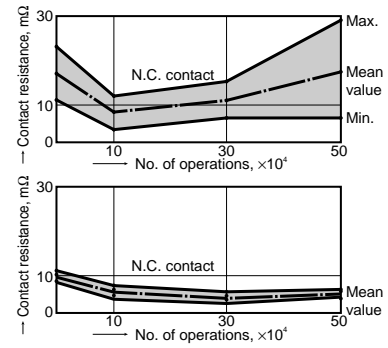 → Contact resistance, mΩ
30
10
0
N.C. contact
Max.
Mean
value
Min.
10
30
50
→ No. of operations, ×10⁴
→ Contact resistance, mΩ
30
10
0
N.C. contact
Mean
value
10
30
50
→ No. of operations, ×10⁴